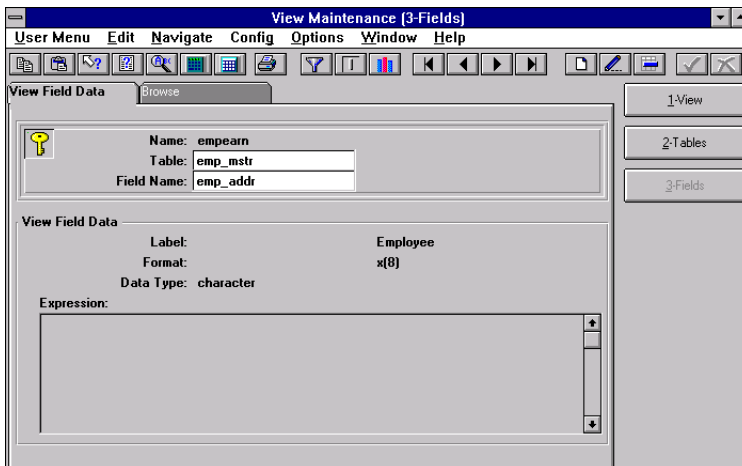 View Maintenance (3-Fields)
User Menu Edit Navigate Config Options Window Help
View Field Data Browse
1-View
Name: empearn
2-Tables
Table: emp_mstr
Field Name: emp_addr
3-Fields
View Field Data
Label: Employee
Format: x(8)
Data Type: character
Expression: